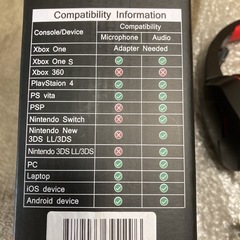 Compatibility Information
Console/Device
Compatibility
Microphone
Audio
Xbox One
Adapter Needed
Xbox One S
Xbox 360
PlayStaion 4
PS vita
PSP
Nintendo Switch
Nintendo New
3DS LL/3DS
Nintendo 3DS LL/3DS
PC
Laptop
iOS device
Android device